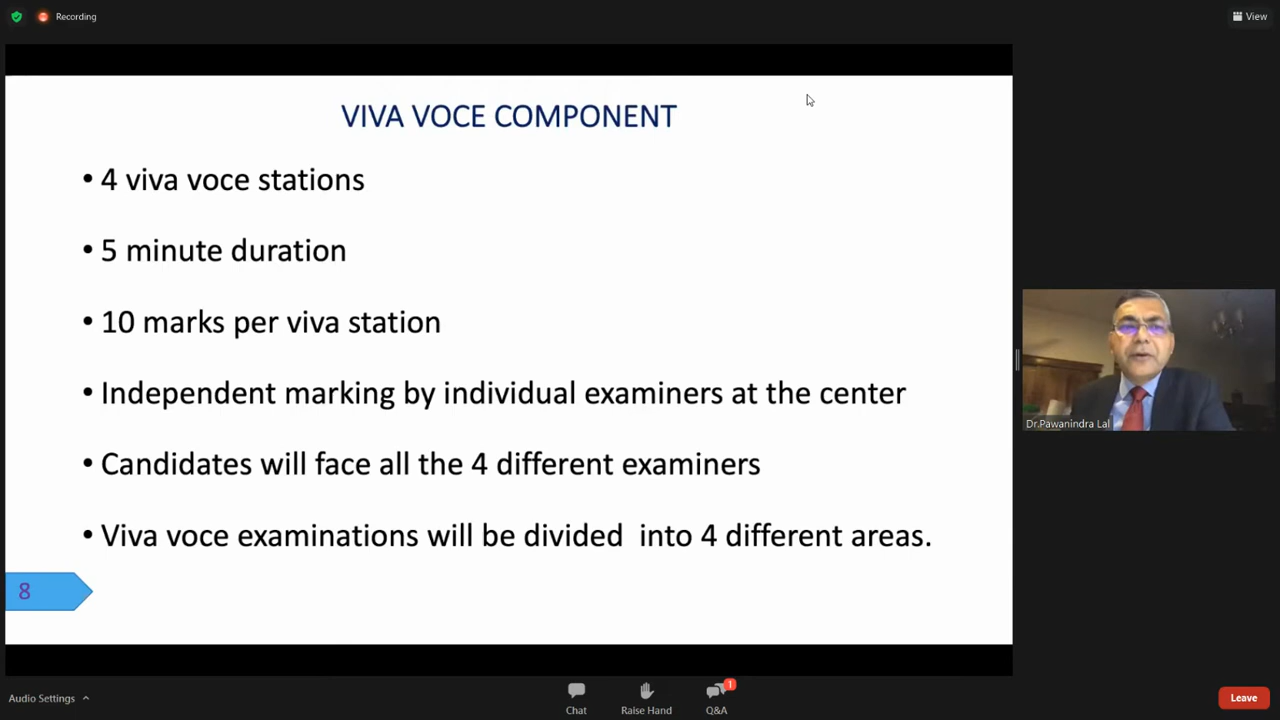 Recording
View
VIVA VOCE COMPONENT
• 4 viva voce stations
• 5 minute duration
• 10 marks per viva station
• Independent marking by individual examiners at the center
• Candidates will face all the 4 different examiners
• Viva voce examinations will be divided into 4 different areas.
8
Dr.Pawanindra Lal
Audio Settings
Chat
Raise Hand
1
Q&A
Leave